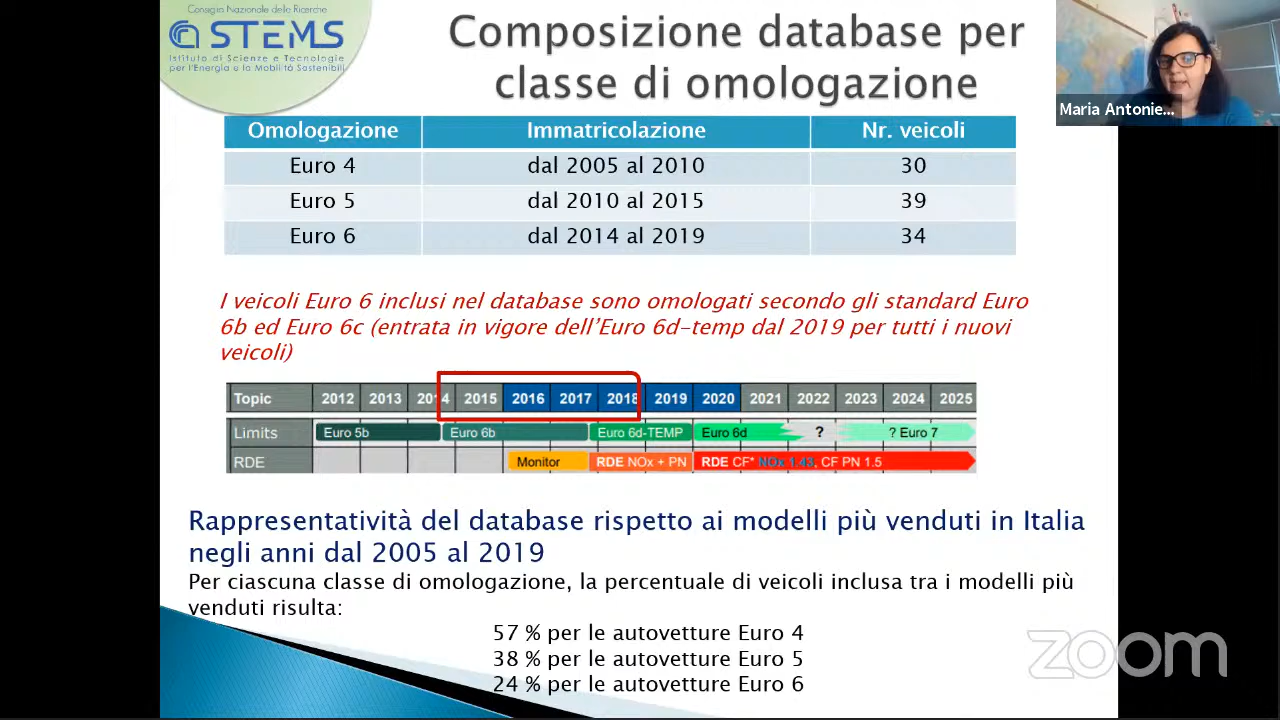 Consiglio Nazionale delle Ricerche
STEMS
Istituto di Scienze e Tecnologie
per l'Energia e la Mobilità Sostenibili
Composizione database per
classe di omologazione
Maria Antonie...
Omologazione Immatricolazione Nr. veicoli
Euro 4 dal 2005 al 2010 30
Euro 5 dal 2010 al 2015 39
Euro 6 dal 2014 al 2019 34
I veicoli Euro 6 inclusi nel database sono omologati secondo gli standard Euro
6b ed Euro 6c (entrata in vigore dell'Euro 6d-temp dal 2019 per tutti i nuovi
veicoli)
Topic 2012 2013 2014 2015 2016 2017 2018 2019 2020 2021 2022 2023 2024 2025
Limits Euro 5b Euro 6b Euro 6d-TEMP Euro 6d ? ? Euro 7
RDE Monitor RDE NOx + PN RDE CF* NOx 1.43, CF PN 1.5
Rappresentatività del database rispetto ai modelli più venduti in Italia
negli anni dal 2005 al 2019
Per ciascuna classe di omologazione, la percentuale di veicoli inclusa tra i modelli più
venduti risulta:
57 % per le autovetture Euro 4
38 % per le autovetture Euro 5
24 % per le autovetture Euro 6
zoom